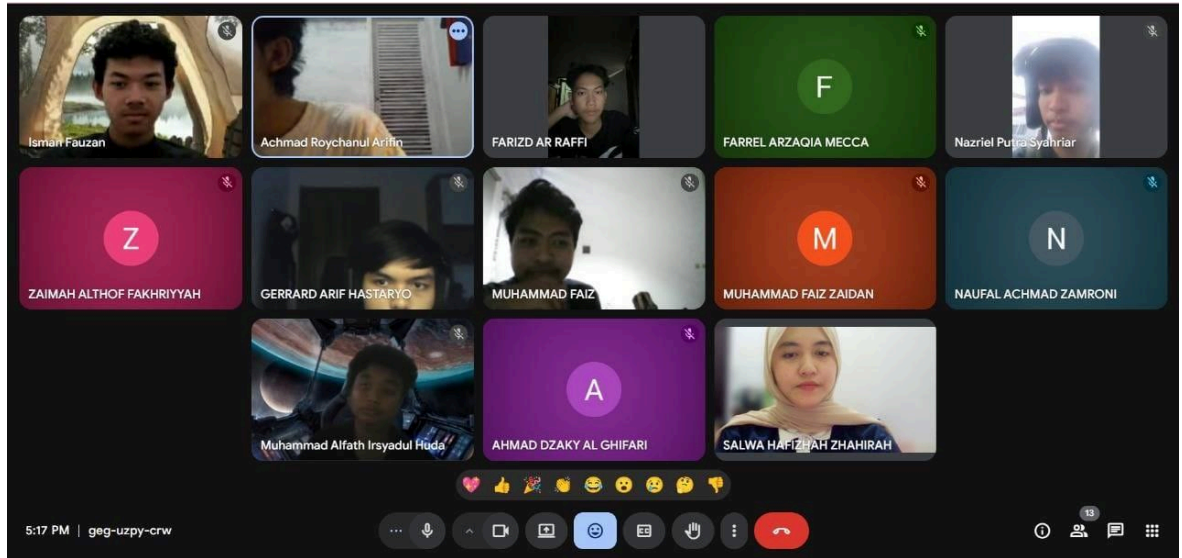 Isman Fauzan
Achmad Roychanul Arifin
FARIZD AR RAFFI
F
FARREL ARZAQIA MECCA
Nazriel Putra Syahriar
Z
ZAIMAH ALTHOF FAKHRIYYAH
GERRARD ARIF HASTARYO
MUHAMMAD FAIZ
M
MUHAMMAD FAIZ ZAIDAN
N
NAUFAL ACHMAD ZAMRONI
Muhammad Alfath Irsyadul Huda
A
AHMAD DZAKY AL GHIFARI
SALWA HAFIZHAH ZHAHIRAH
5:17 PM | geg-uzpy-crw
CC
13